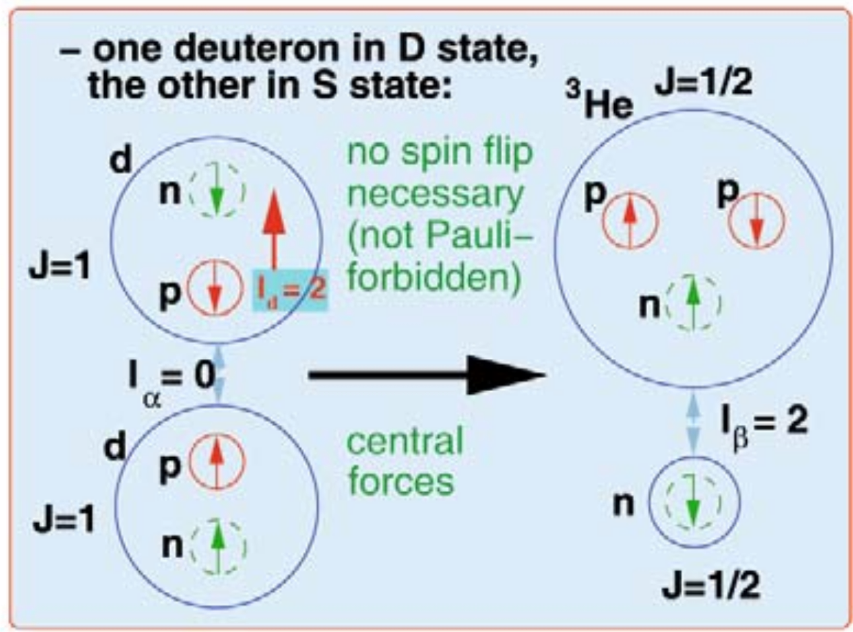 – one deuteron in D state,
the other in S state:
³He J=1/2
d
n
J=1
p
l_d = 2
no spin flip
necessary
(not Pauli–
forbidden)
p
p
n
l_α = 0
central
forces
l_β = 2
d
p
J=1
n
n
J=1/2